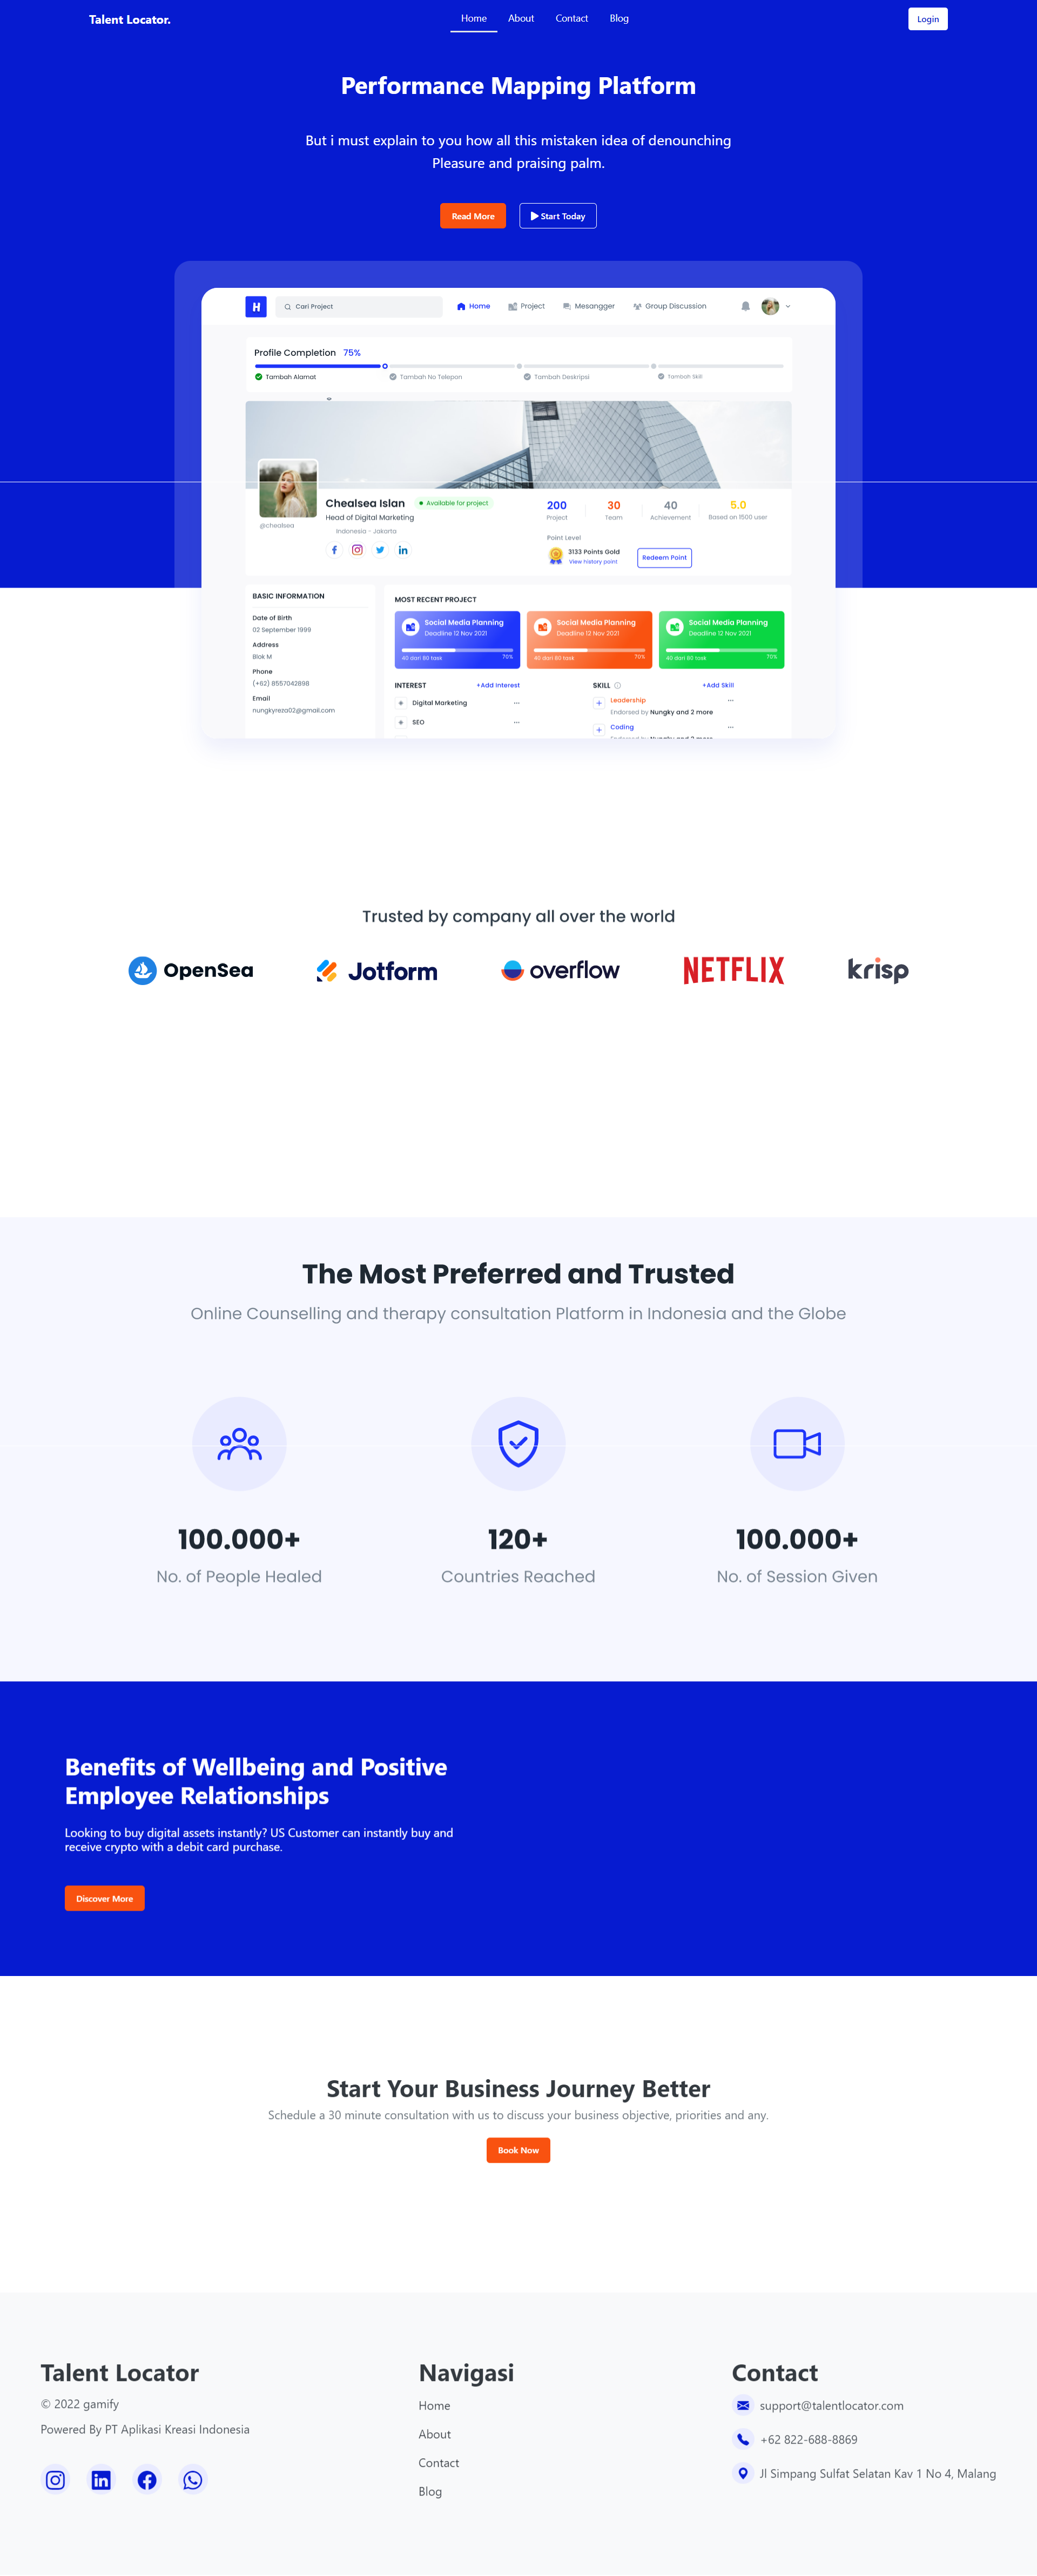 Talent Locator.
Home
About
Contact
Blog
Login
Performance Mapping Platform
But i must explain to you how all this mistaken idea of denounching
Pleasure and praising palm.
Read More
Start Today
H
Cari Project
Home
Project
Mesangger
Group Discussion
Profile Completion 75%
Tambah Alamat
Tambah No Telepon
Tambah Deskripsi
Tambah Skill
Chealsea Islan
Available for project
Head of Digital Marketing
Indonesia - Jakarta
@chealsea
200
Project
30
Team
40
Achievement
5.0
Based on 1500 user
Point Level
3133 Points Gold
View history point
Redeem Point
BASIC INFORMATION
Date of Birth
02 September 1999
Address
Blok M
Phone
(+62) 8557042898
Email
nungkyreza02@gmail.com
MOST RECENT PROJECT
Social Media Planning
Deadline 12 Nov 2021
40 dari 80 task
70%
Social Media Planning
Deadline 12 Nov 2021
40 dari 80 task
70%
Social Media Planning
Deadline 12 Nov 2021
40 dari 80 task
70%
INTEREST
+Add Interest
Digital Marketing
SEO
SKILL
+Add Skill
Leadership
Endorsed by Nungky and 2 more
Coding
Endorsed by Nungky and 2 more
Trusted by company all over the world
OpenSea
Jotform
overflow
NETFLIX
krisp
The Most Preferred and Trusted
Online Counselling and therapy consultation Platform in Indonesia and the Globe
100.000+
No. of People Healed
120+
Countries Reached
100.000+
No. of Session Given
Benefits of Wellbeing and Positive
Employee Relationships
Looking to buy digital assets instantly? US Customer can instantly buy and
receive crypto with a debit card purchase.
Discover More
Start Your Business Journey Better
Schedule a 30 minute consultation with us to discuss your business objective, priorities and any.
Book Now
Talent Locator
© 2022 gamify
Powered By PT Aplikasi Kreasi Indonesia
Navigasi
Home
About
Contact
Blog
Contact
support@talentlocator.com
+62 822-688-8869
Jl Simpang Sulfat Selatan Kav 1 No 4, Malang